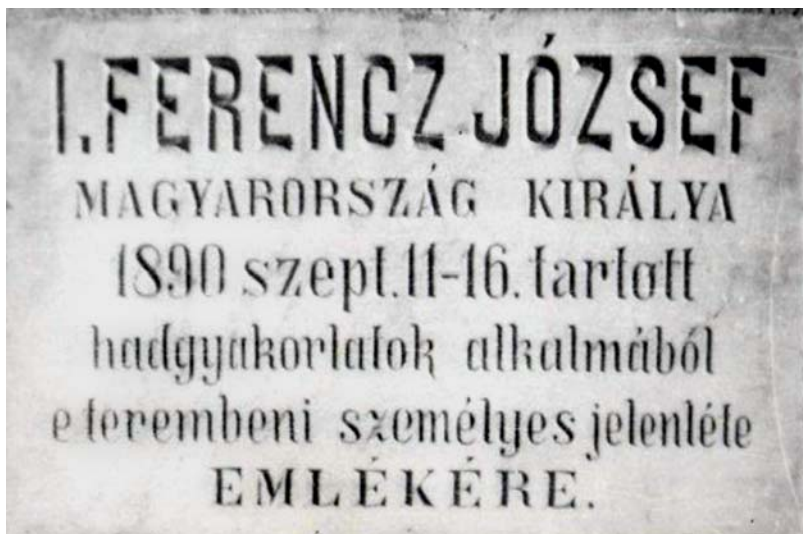 I. FERENCZ JÓZSEF
MAGYARORSZÁG KIRÁLYA
1890 szept. 11-16. tartott
hadgyakorlatok alkalmából
e terembeni személyes jelenléte
EMLÉKÉRE.